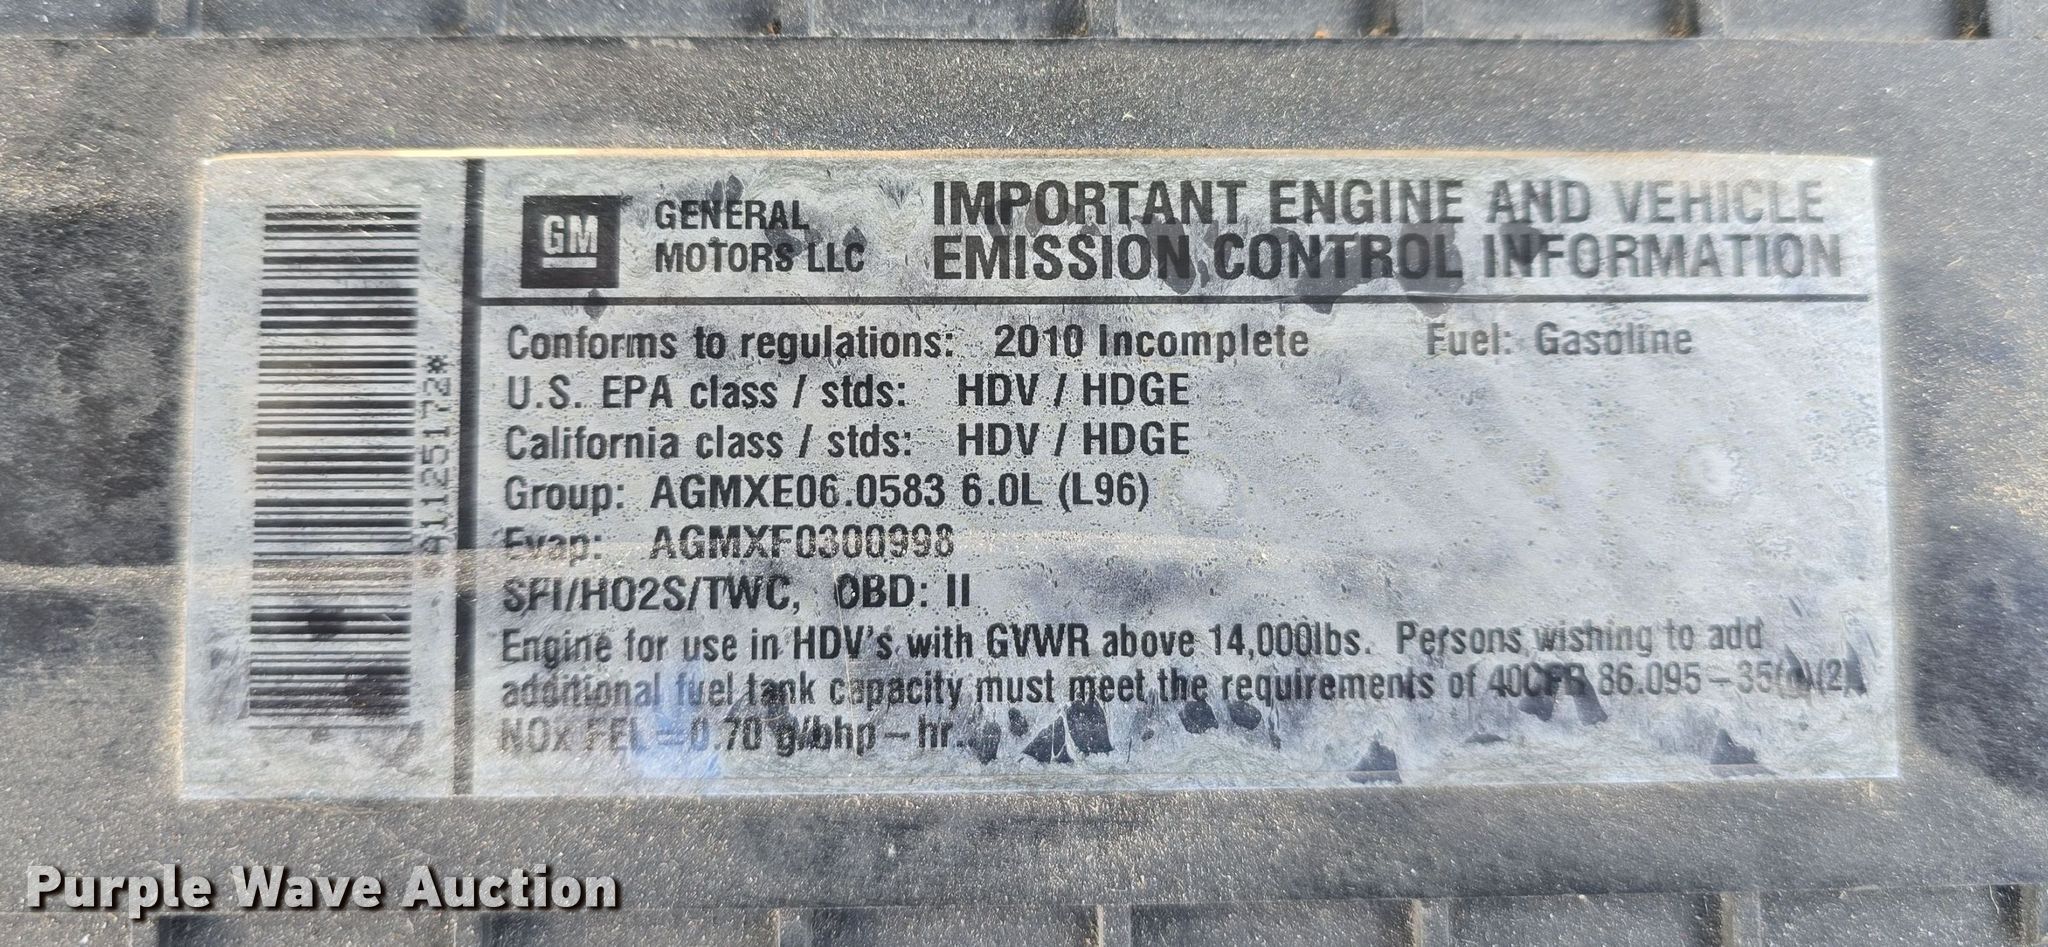 GM
GENERAL
MOTORS LLC
IMPORTANT ENGINE AND VEHICLE
EMISSION CONTROL INFORMATION
*A1125172*
Conforms to regulations: 2010 Incomplete Fuel: Gasoline
U.S. EPA class / stds: HDV / HDGE
California class / stds: HDV / HDGE
Group: AGMXE06.0583 6.0L (L96)
Evap: AGMXF0300998
SFI/HO2S/TWC, OBD: II
Engine for use in HDV's with GVWR above 14,000lbs. Persons wishing to add
additional fuel tank capacity must meet the requirements of 40CFR 86.095-35
NOx FEL = 0.70 g/bhp-hr.
Purple Wave Auction